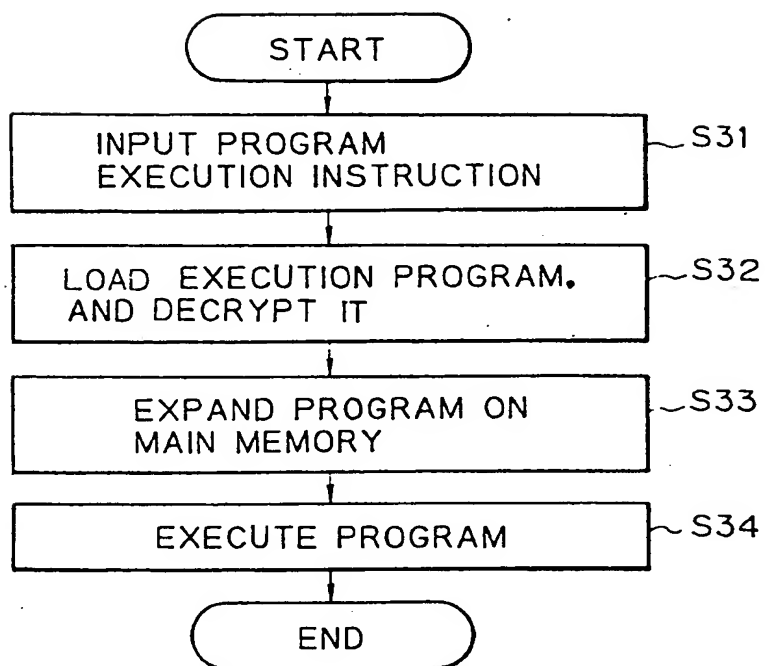 START
INPUT PROGRAM
EXECUTION INSTRUCTION
S31
LOAD EXECUTION PROGRAM.
AND DECRYPT IT
S32
EXPAND PROGRAM ON
MAIN MEMORY
S33
EXECUTE PROGRAM
S34
END